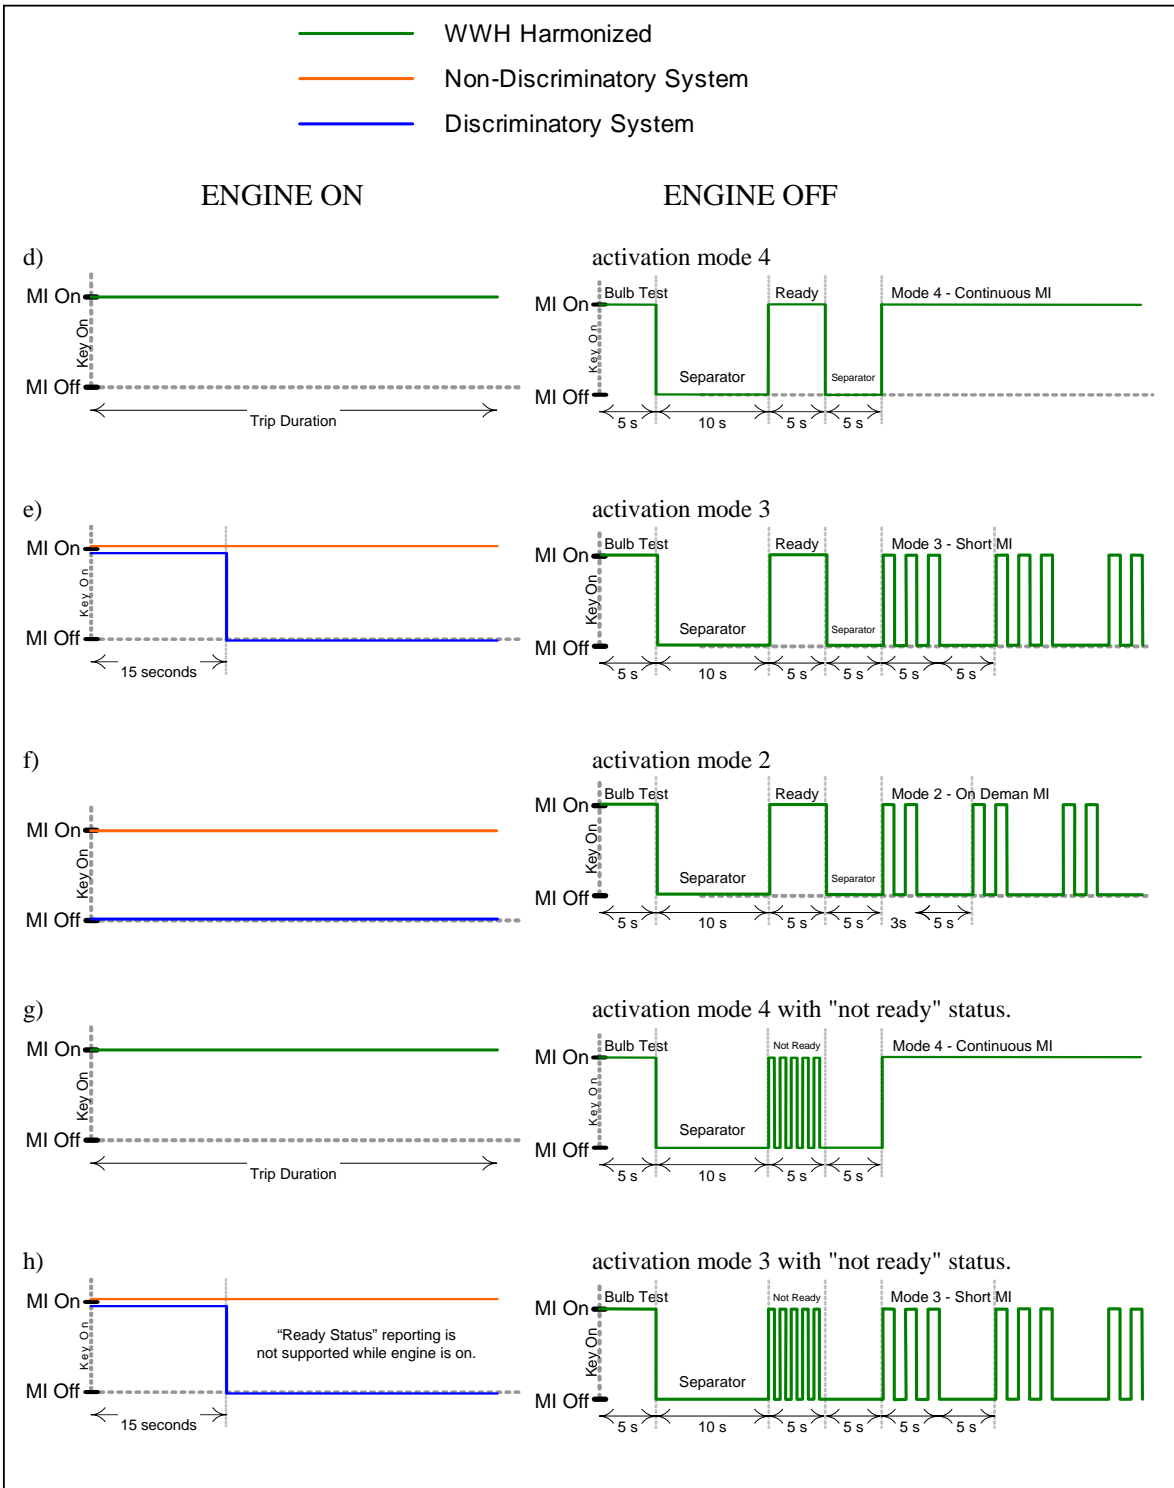 WWH Harmonized
Non-Discriminatory System
Discriminatory System
ENGINE ON
ENGINE OFF
d)
MI On
Key On
MI Off
Trip Duration
activation mode 4
Bulb Test
Ready
Mode 4 - Continuous MI
MI On
Key On
Separator
Separator
MI Off
5 s
10 s
5 s
5 s
e)
MI On
Key On
MI Off
15 seconds
activation mode 3
Bulb Test
Ready
Mode 3 - Short MI
MI On
Key On
Separator
Separator
MI Off
5 s
10 s
5 s
5 s
5 s
5 s
f)
MI On
Key On
MI Off
activation mode 2
Bulb Test
Ready
Mode 2 - On Deman MI
MI On
Key On
Separator
Separator
MI Off
5 s
10 s
5 s
5 s
3s
5 s
g)
MI On
Key On
MI Off
Trip Duration
activation mode 4 with "not ready" status.
Bulb Test
Not Ready
Mode 4 - Continuous MI
MI On
Key On
Separator
MI Off
5 s
10 s
5 s
5 s
h)
MI On
Key On
“Ready Status” reporting is
not supported while engine is on.
MI Off
15 seconds
activation mode 3 with "not ready" status.
Bulb Test
Not Ready
Mode 3 - Short MI
MI On
Key On
Separator
MI Off
5 s
10 s
5 s
5 s
5 s
5 s